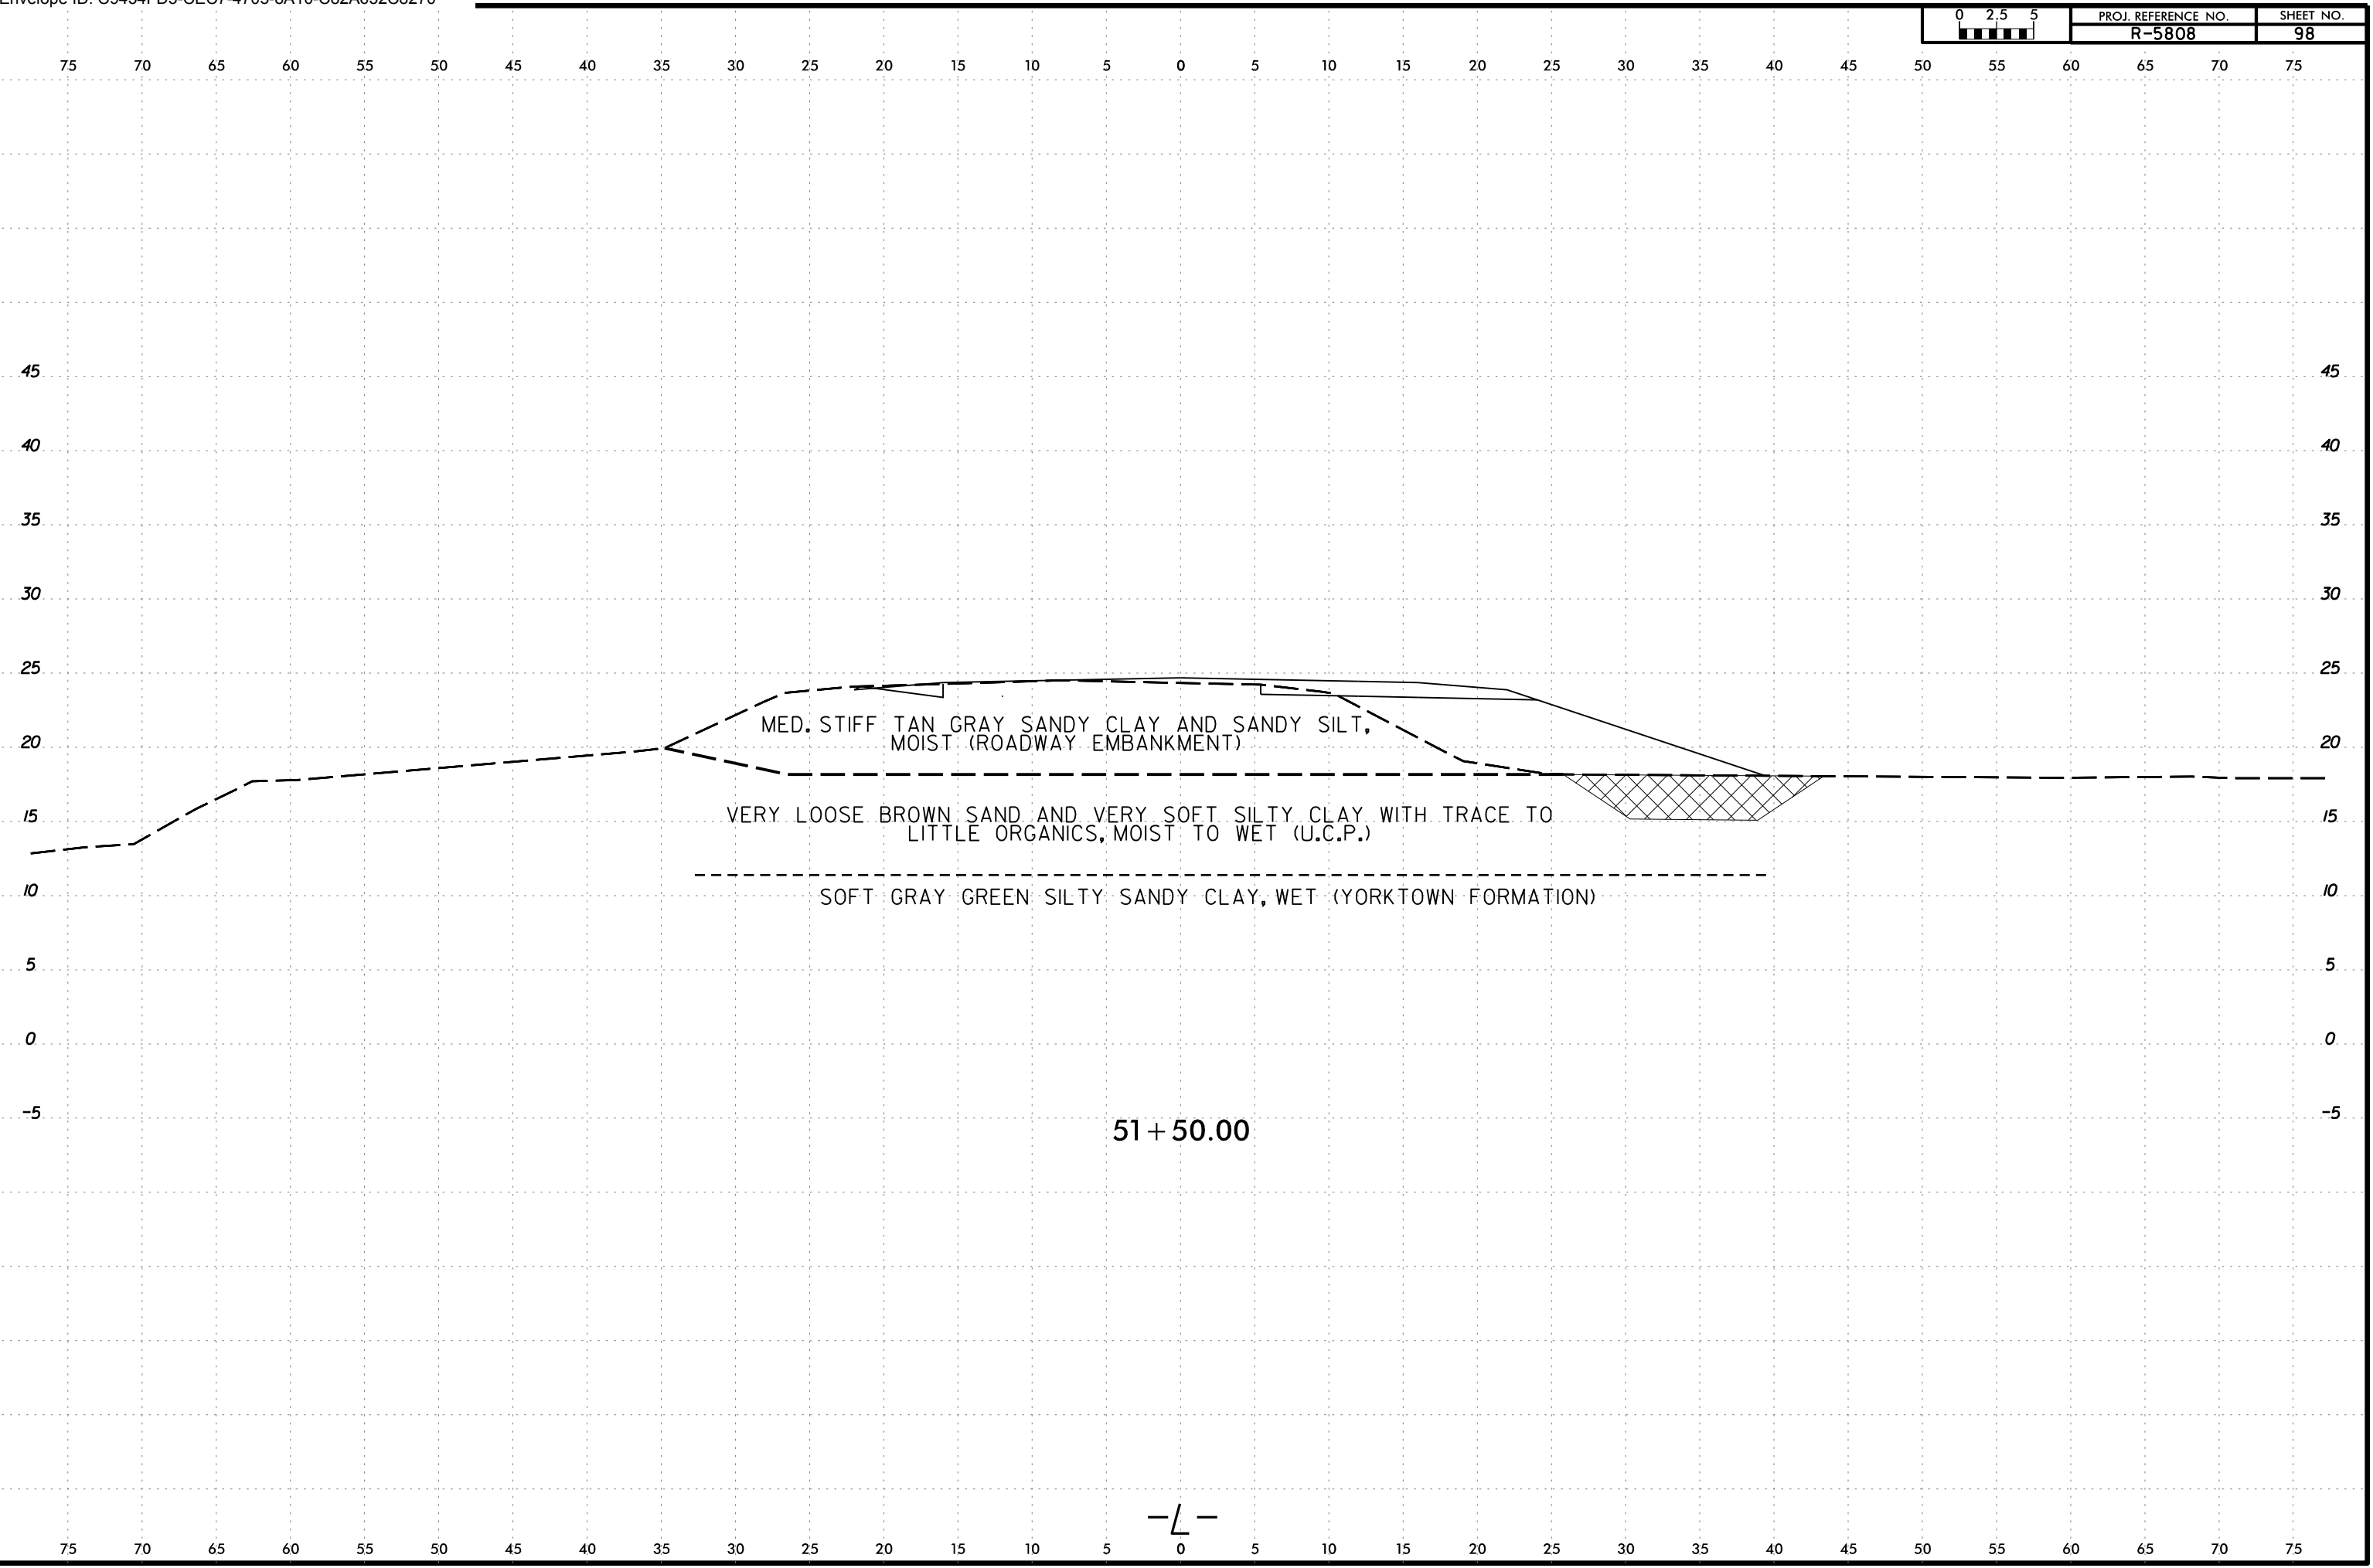 0 2.5 5
PROJ. REFERENCE NO.
SHEET NO.
R-5808
98
75 70 65 60 55 50 45 40 35 30 25 20 15 10 5 0 5 10 15 20 25 30 35 40 45 50 55 60 65 70 75
45 45
40 40
35 35
30 30
25 25
20 20
MED. STIFF TAN GRAY SANDY CLAY AND SANDY SILT,
MOIST (ROADWAY EMBANKMENT)
15 15
VERY LOOSE BROWN SAND AND VERY SOFT SILTY CLAY WITH TRACE TO
LITTLE ORGANICS, MOIST TO WET (U.C.P.)
10 10
SOFT GRAY GREEN SILTY SANDY CLAY, WET (YORKTOWN FORMATION)
5 5
0 0
-5 -5
51+50.00
-L-
75 70 65 60 55 50 45 40 35 30 25 20 15 10 5 0 5 10 15 20 25 30 35 40 45 50 55 60 65 70 75